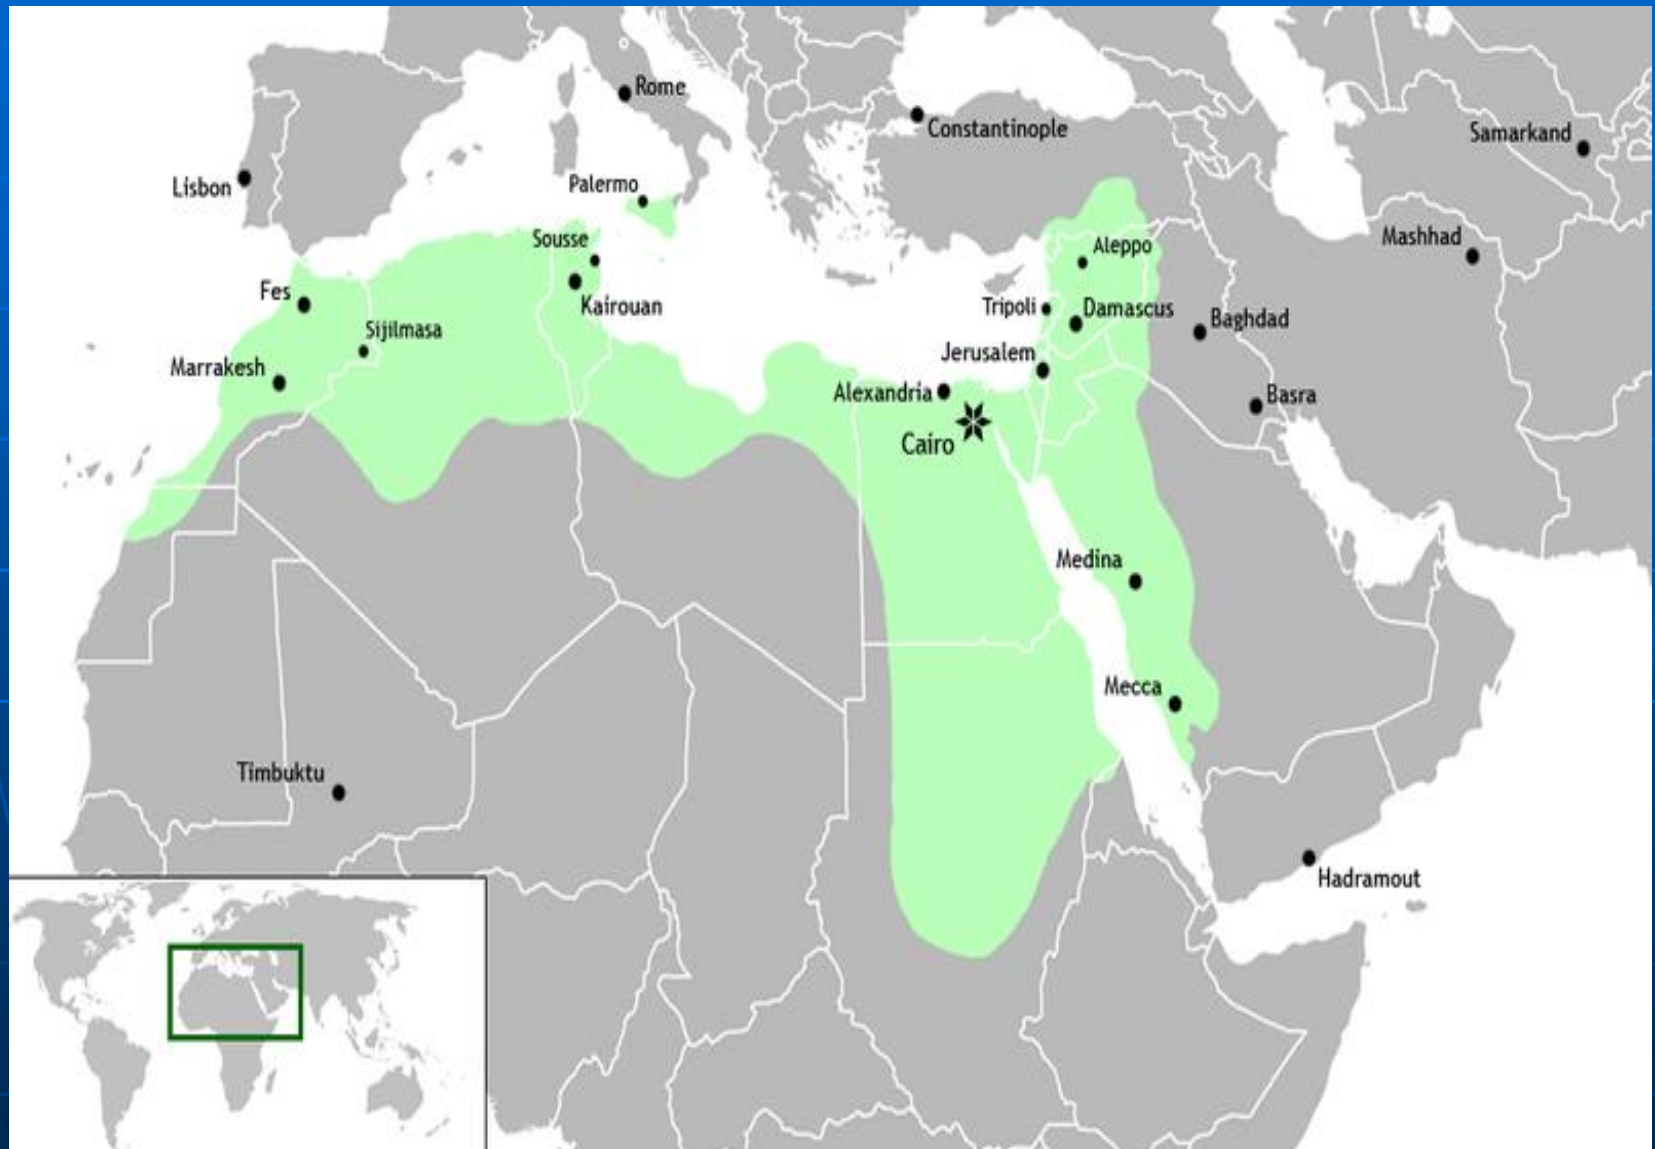 Rome
Constantinople
Samarkand
Lisbon
Palermo
Sousse
Mashhad
Aleppo
Fes
Kairouan
Tripoli
Damascus
Baghdad
Sijilmasa
Jerusalem
Marrakesh
Alexandria
Basra
Cairo
Medina
Mecca
Timbuktu
Hadramout